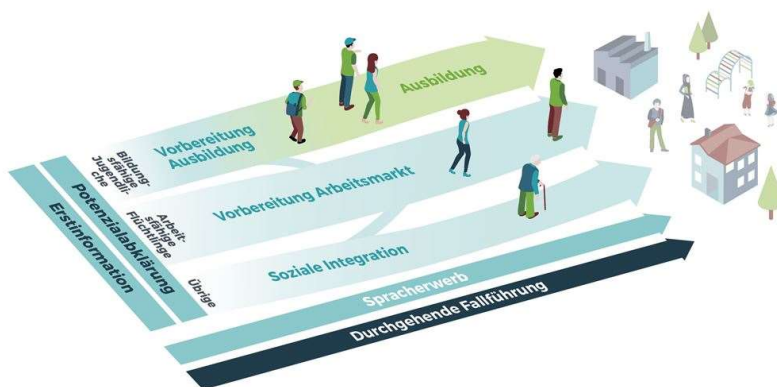 Erstinformation
Potenzialabklärung
Bildung-
sfähige
Jugendli-
che
Vorbereitung
Ausbildung
Ausbildung
Arbeit-
sfähige
Flüchtlinge
Vorbereitung Arbeitsmarkt
Übrige
Soziale Integration
Spracherwerb
Durchgehende Fallführung